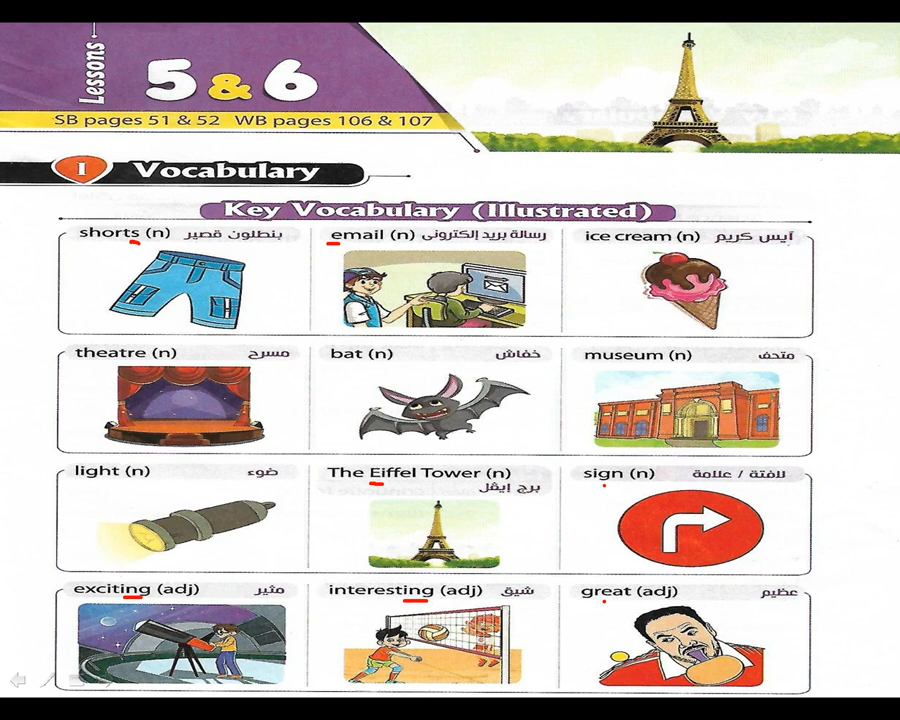 Lessons 5 & 6
SB pages 51 & 52 WB pages 106 & 107
I Vocabulary
Key Vocabulary (Illustrated)
shorts (n) بنطلون قصير
email (n) رسالة بريد إلكترونى
ice cream (n) آيس كريم
theatre (n) مسرح
bat (n) خفاش
museum (n) متحف
light (n) ضوء
The Eiffel Tower (n)
برج إيڤل
sign (n) لافتة / علامة
exciting (adj) مثير
interesting (adj) شيق
great (adj) عظيم